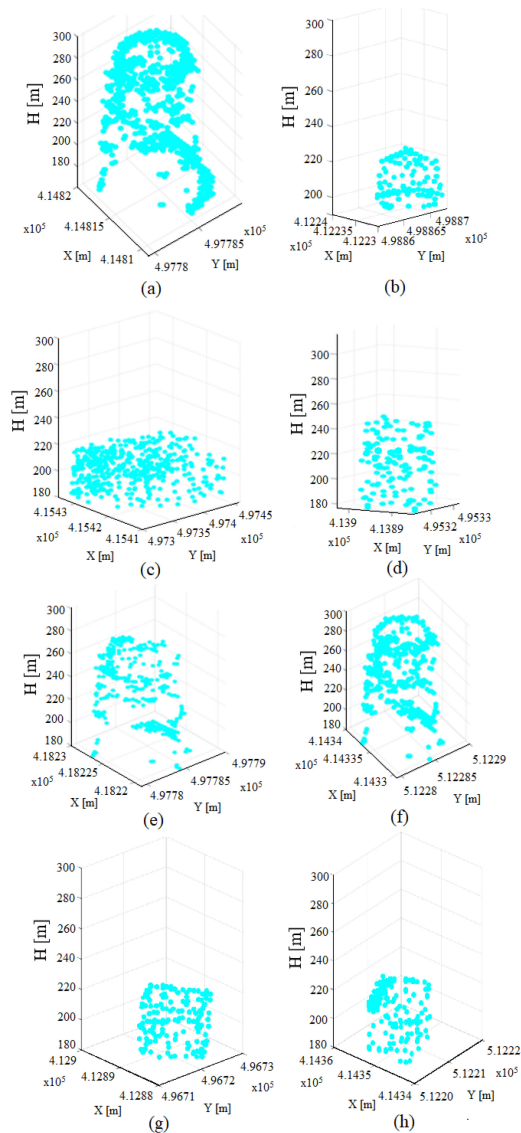 300
280
260
240
220
200
180
H [m]
4.1482
x10⁵
4.14815
X [m]
4.1481
4.9778
Y [m]
4.97785
x10⁵
(a)
300
260
220
200
H [m]
4.1224
4.12235
x10⁵
4.1223
X [m]
4.9886
4.98865
4.9887
x10⁵
Y [m]
(b)
300
280
260
240
220
200
180
H [m]
4.1543
x10⁵
4.1542
X [m]
4.1541
4.973
4.9735
4.974
4.9745
x10⁵
Y [m]
(c)
300
260
240
220
200
180
H [m]
4.139
x10⁵
4.1389
X [m]
4.9532
4.9533
x10⁵
Y [m]
(d)
300
280
260
240
220
200
180
H [m]
4.1823
x10⁵
4.18225
X [m]
4.1822
4.9778
4.97785
4.9779
x10⁵
Y [m]
(e)
300
280
260
240
220
200
180
H [m]
4.1434
x10⁵
4.14335
X [m]
4.1433
5.1228
5.12285
5.1229
x10⁵
Y [m]
(f)
300
280
260
240
220
200
180
H [m]
4.129
x10⁵
4.1289
X [m]
4.1288
4.9671
4.9672
4.9673
x10⁵
Y [m]
(g)
300
280
260
240
220
200
180
H [m]
4.1436
x10⁵
4.1435
X [m]
4.1434
5.1220
5.1221
5.1222
x10⁵
Y [m]
(h)